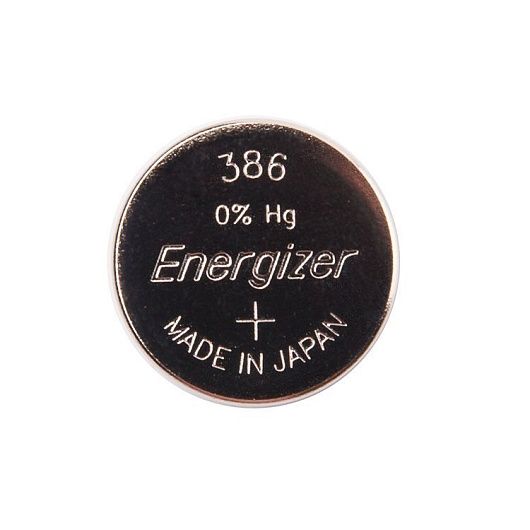 386
0% Hg
Energizer
+
MADE IN JAPAN